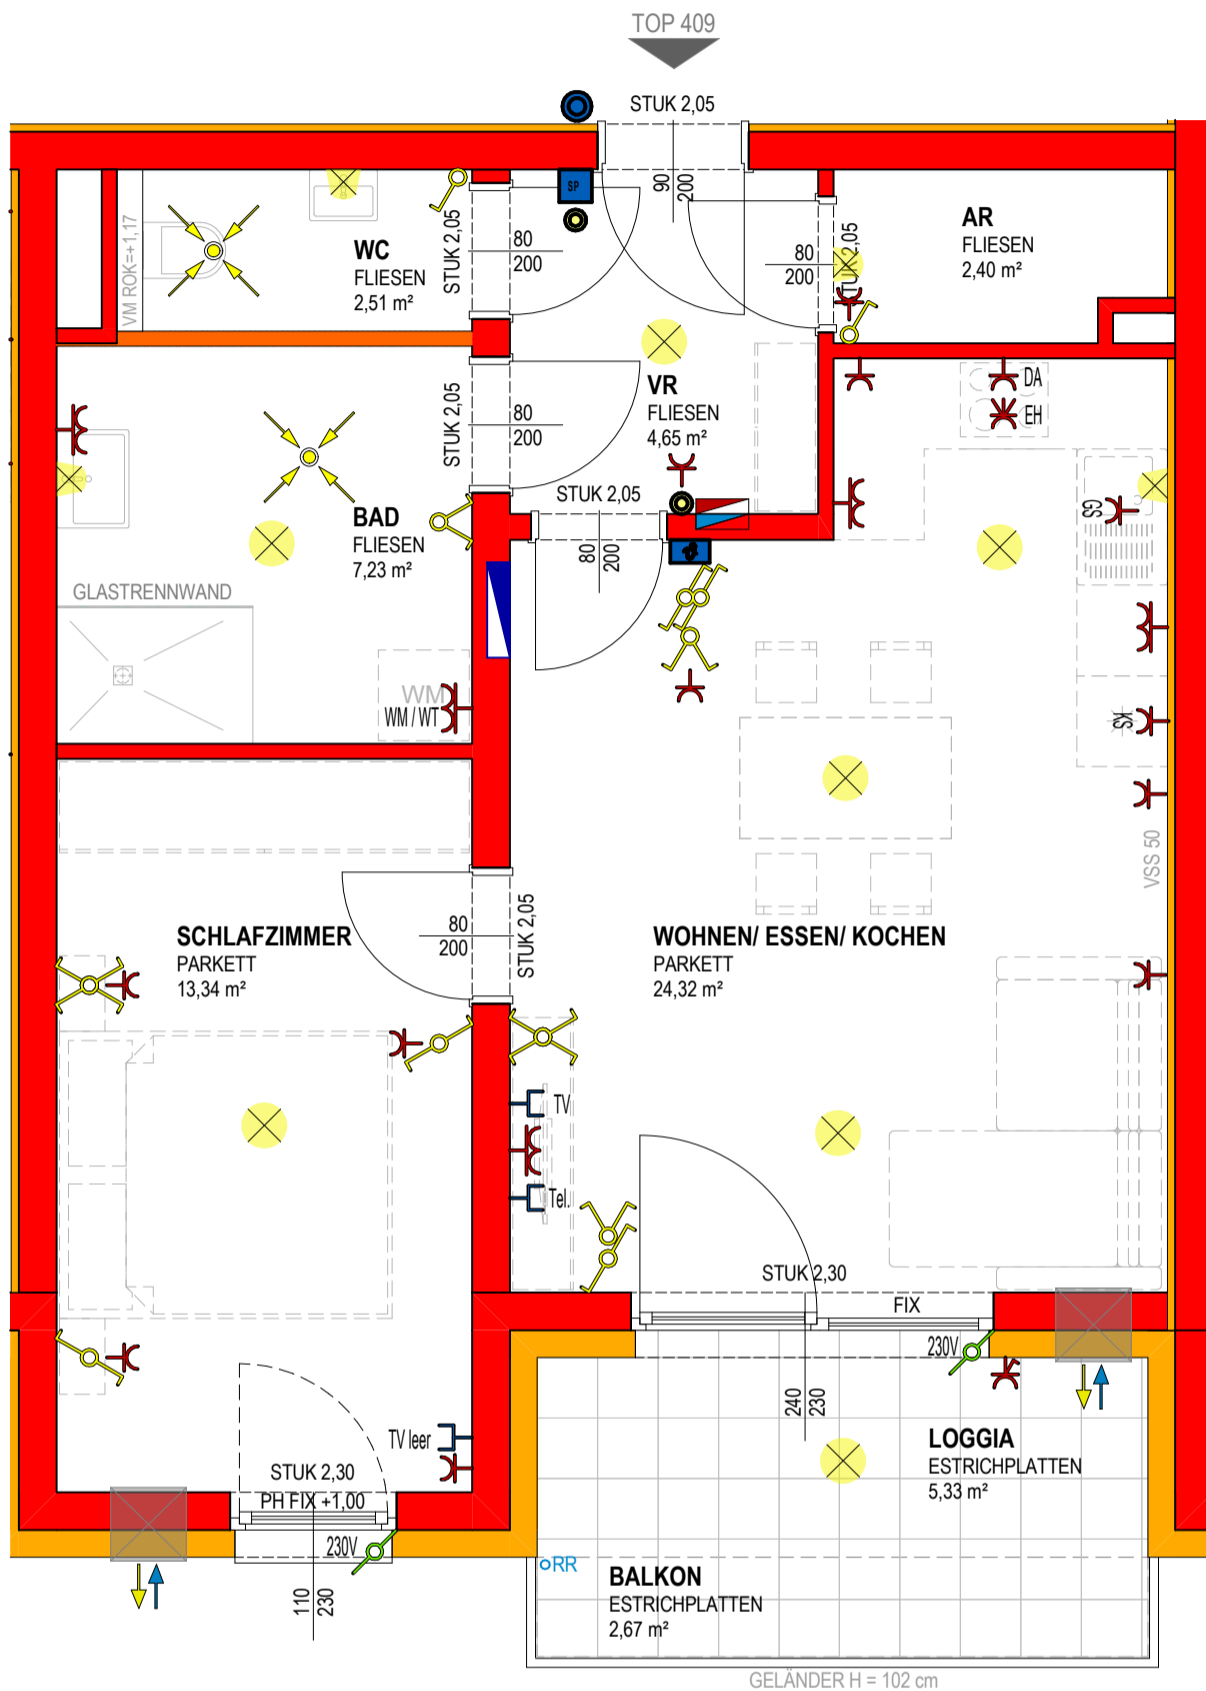 TOP 409
STUK 2,05
90
200
SP
VM ROK=+1,17
WC
FLIESEN
2,51 m²
STUK 2,05
80
200
80
200
TUK 2,05
AR
FLIESEN
2,40 m²
VR
FLIESEN
4,65 m²
STUK 2,05
80
200
DA
EH
BAD
FLIESEN
7,23 m²
STUK 2,05
80
200
GS
GLASTRENNWAND
WM
WM / WT
KS
VSS 50
SCHLAFZIMMER
PARKETT
13,34 m²
80
200
STUK 2,05
WOHNEN/ ESSEN/ KOCHEN
PARKETT
24,32 m²
TV
Tel.
STUK 2,30
FIX
230V
240
230
TV leer
STUK 2,30
PH FIX +1,00
230V
110
230
LOGGIA
ESTRICHPLATTEN
5,33 m²
RR
BALKON
ESTRICHPLATTEN
2,67 m²
GELÄNDER H = 102 cm